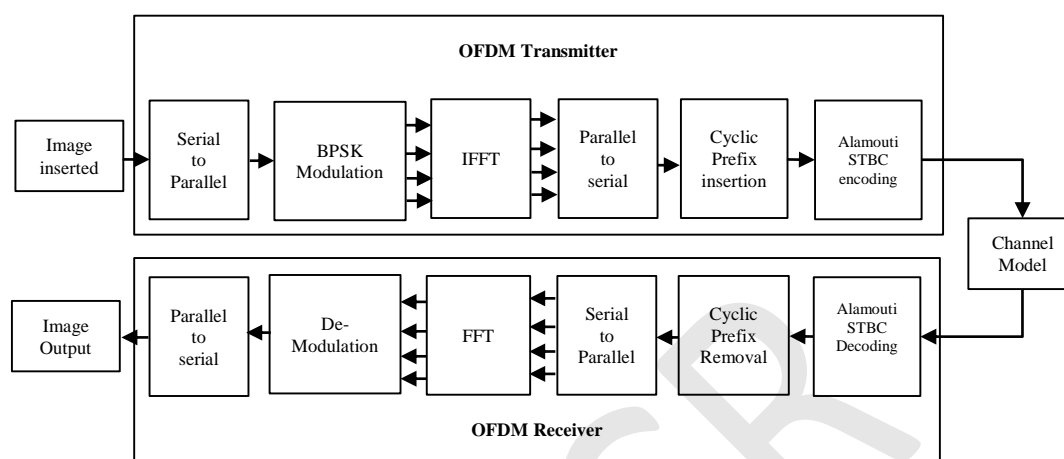 OFDM Transmitter
Image
inserted
Serial
to
Parallel
BPSK
Modulation
IFFT
Parallel
to
serial
Cyclic
Prefix
insertion
Alamouti
STBC
encoding
Channel
Model
Alamouti
STBC
Decoding
Cyclic
Prefix
Removal
Serial
to
Parallel
FFT
De-
Modulation
Parallel
to
serial
Image
Output
OFDM Receiver